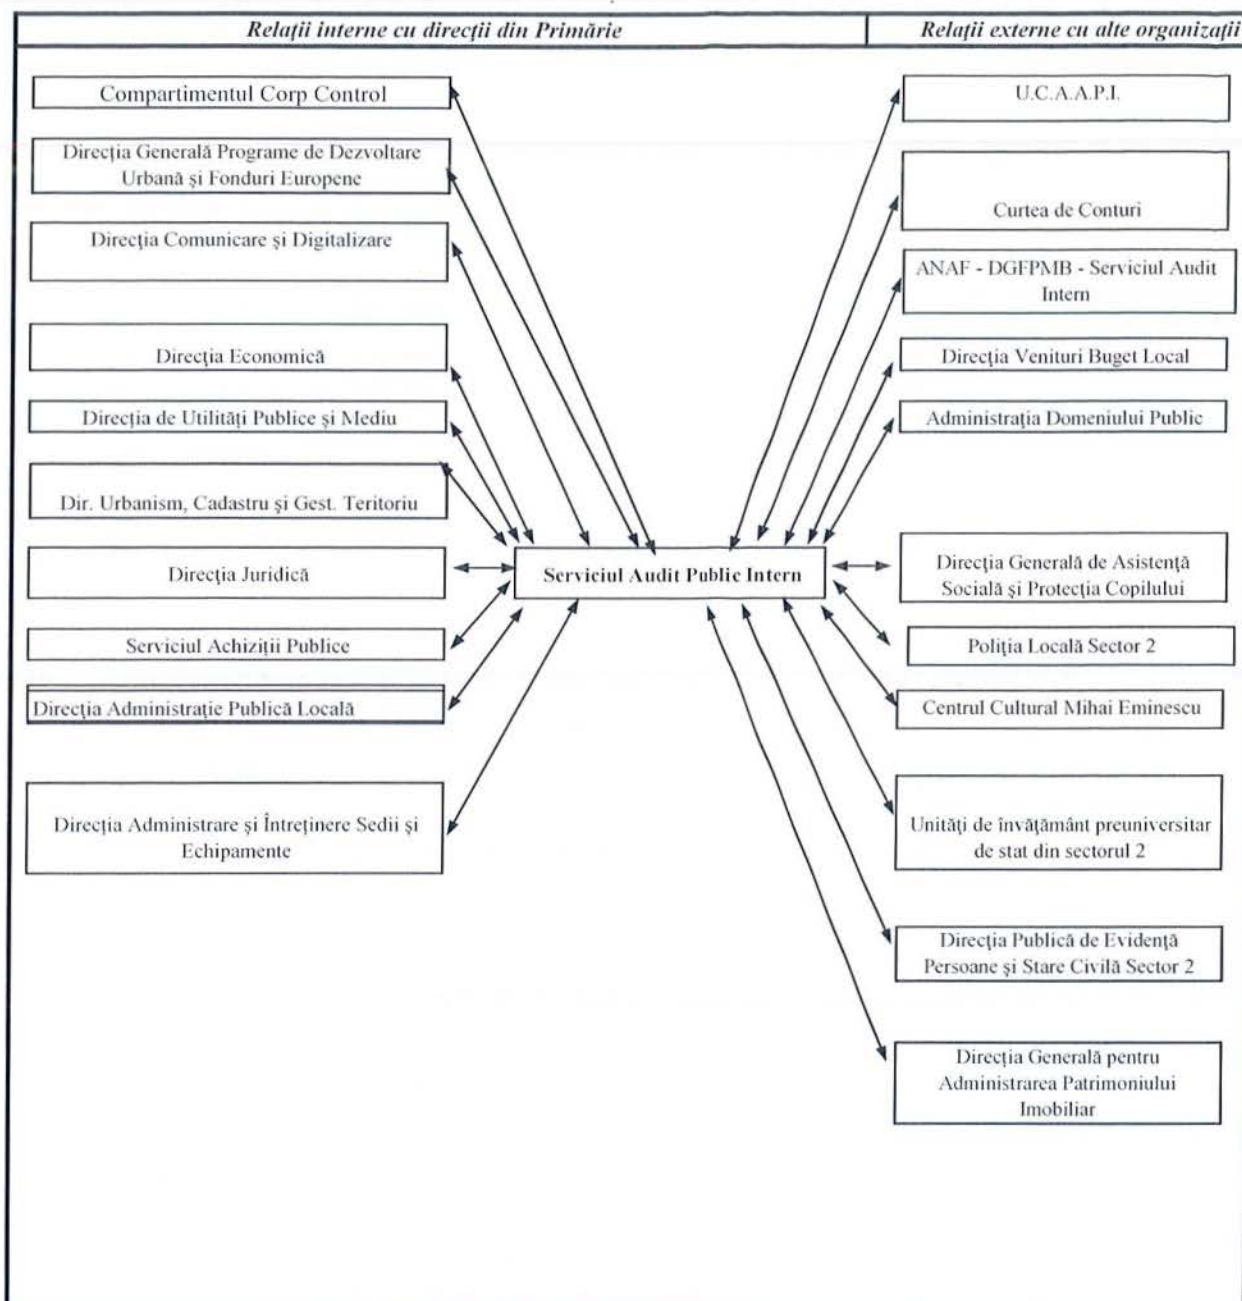 Relații interne cu direcții din Primărie
Relații externe cu alte organizații
Compartimentul Corp Control
Direcția Generală Programe de Dezvoltare
Urbană și Fonduri Europene
Direcția Comunicare și Digitalizare
Direcția Economică
Direcția de Utilități Publice și Mediu
Dir. Urbanism, Cadastru și Gest. Teritoriu
Direcția Juridică
Serviciul Achiziții Publice
Direcția Administrație Publică Locală
Direcția Administrare și Întreținere Sedii și
Echipamente
Serviciul Audit Public Intern
U.C.A.A.P.I.
Curtea de Conturi
ANAF - DGFPMB - Serviciul Audit
Intern
Direcția Venituri Buget Local
Administrația Domeniului Public
Direcția Generală de Asistență
Socială și Protecția Copilului
Poliția Locală Sector 2
Centrul Cultural Mihai Eminescu
Unități de învățământ preuniversitar
de stat din sectorul 2
Direcția Publică de Evidență
Persoane și Stare Civilă Sector 2
Direcția Generală pentru
Administrarea Patrimoniului
Imobiliar